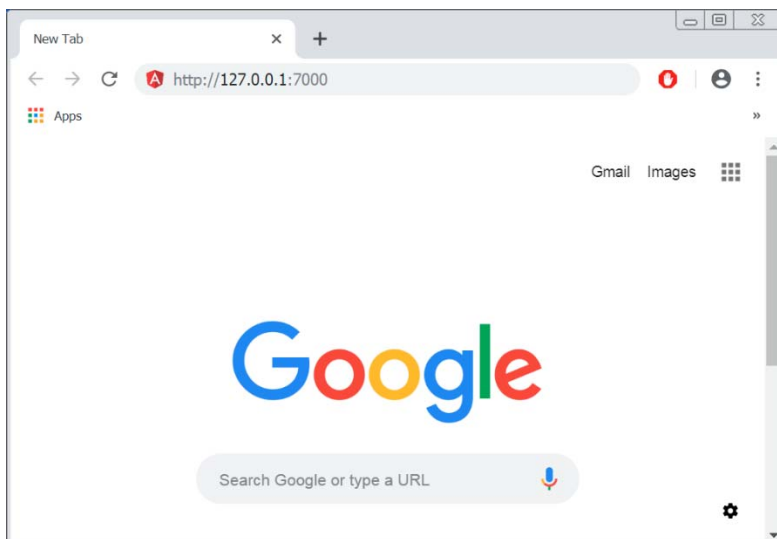 New Tab
http://127.0.0.1:7000
Apps
Gmail Images
Google
Search Google or type a URL